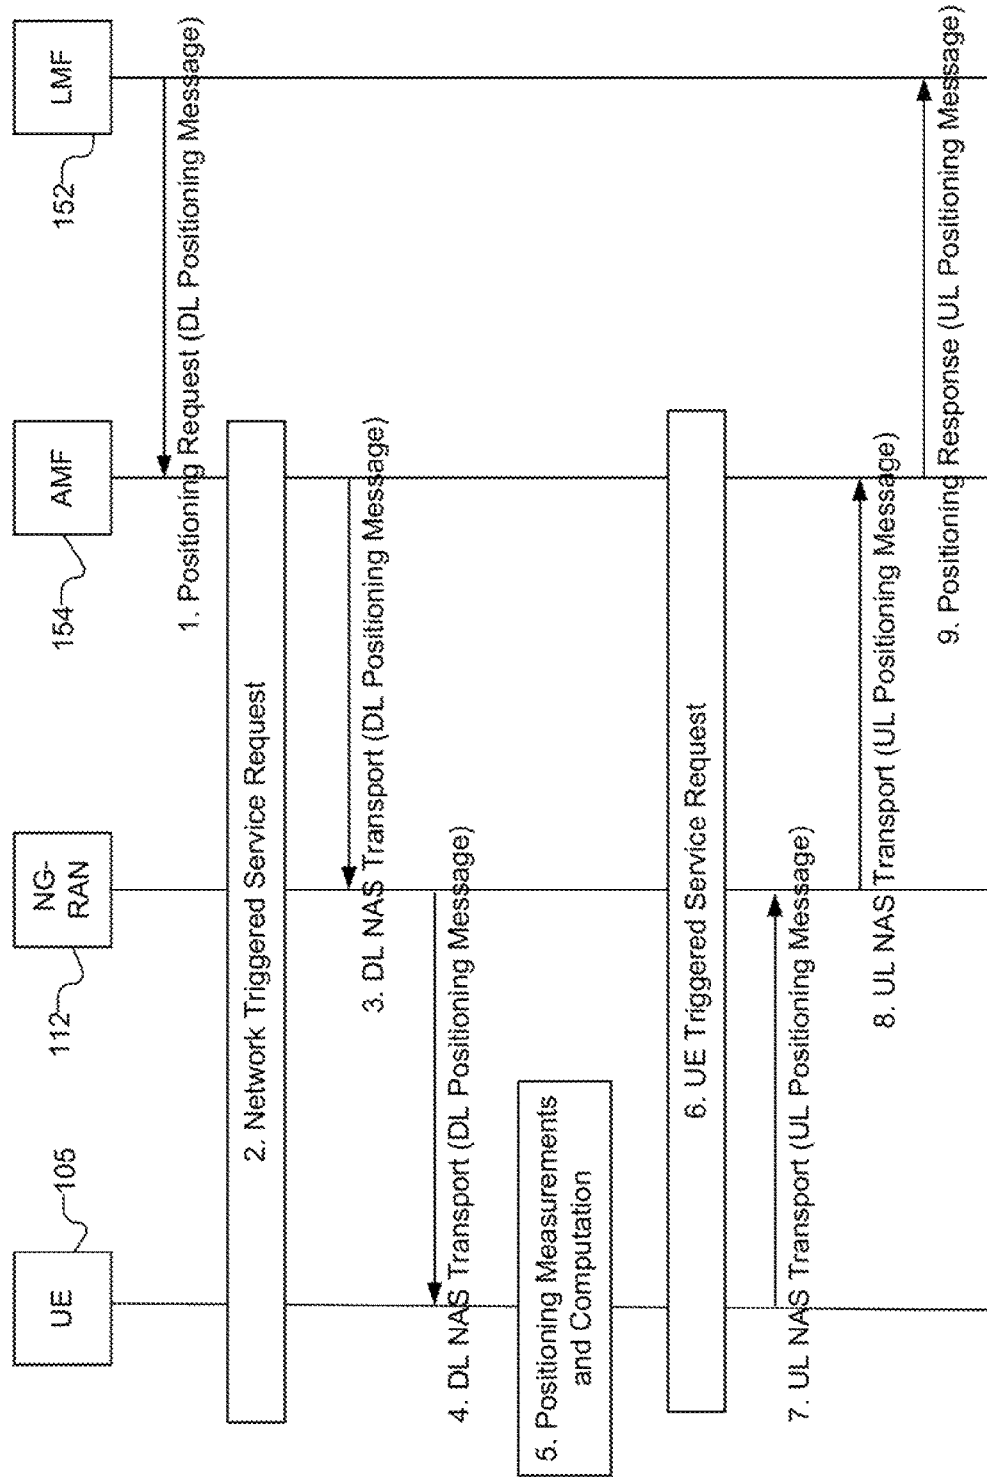 UE
105
NG-
RAN
112
AMF
154
LMF
152
1. Positioning Request (DL Positioning Message)
2. Network Triggered Service Request
3. DL NAS Transport (DL Positioning Message)
4. DL NAS Transport (DL Positioning Message)
5. Positioning Measurements
and Computation
6. UE Triggered Service Request
7. UL NAS Transport (UL Positioning Message)
8. UL NAS Transport (UL Positioning Message)
9. Positioning Response (UL Positioning Message)